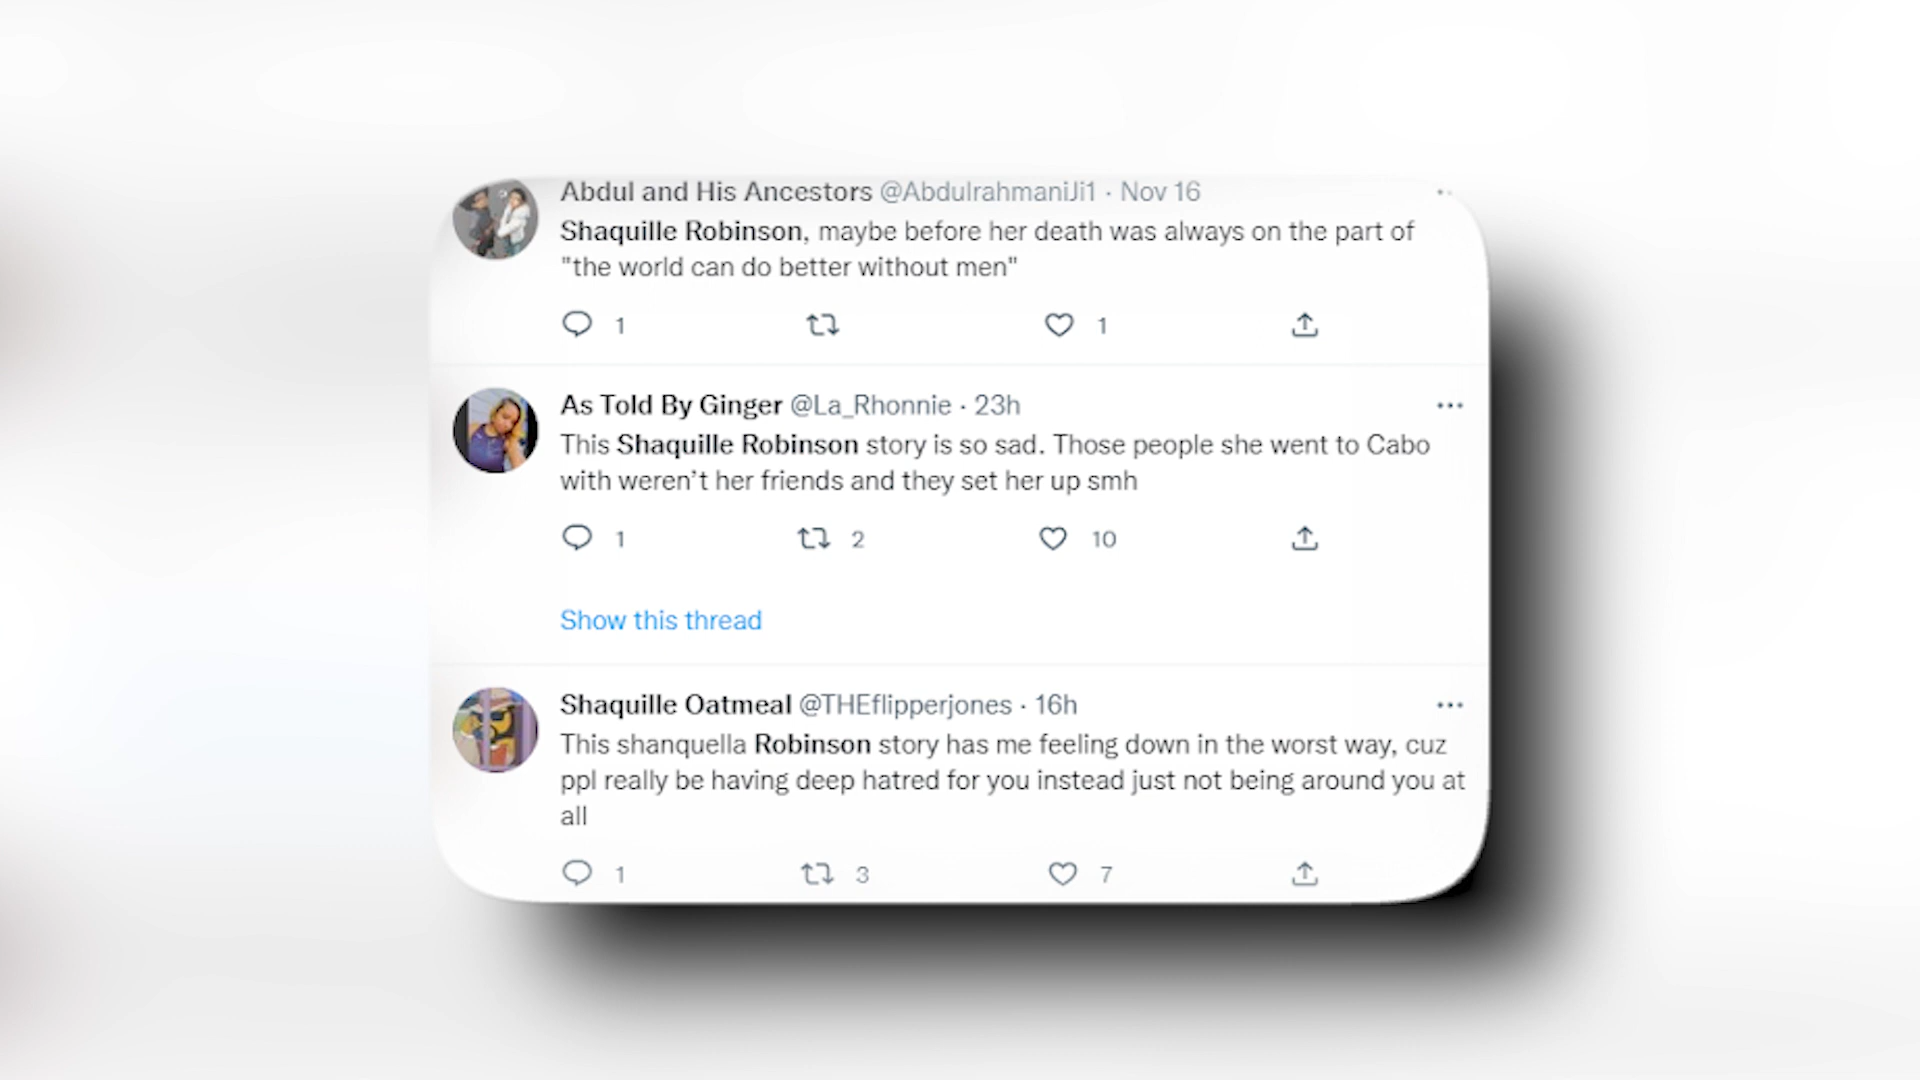 Abdul and His Ancestors @AbdulrahmaniJi1 · Nov 16
Shaquille Robinson, maybe before her death was always on the part of
"the world can do better without men"
1 1
As Told By Ginger @La_Rhonnie · 23h
This Shaquille Robinson story is so sad. Those people she went to Cabo
with weren't her friends and they set her up smh
1 2 10
Show this thread
Shaquille Oatmeal @THEflipperjones · 16h
This shanquella Robinson story has me feeling down in the worst way, cuz
ppl really be having deep hatred for you instead just not being around you at
all
1 3 7